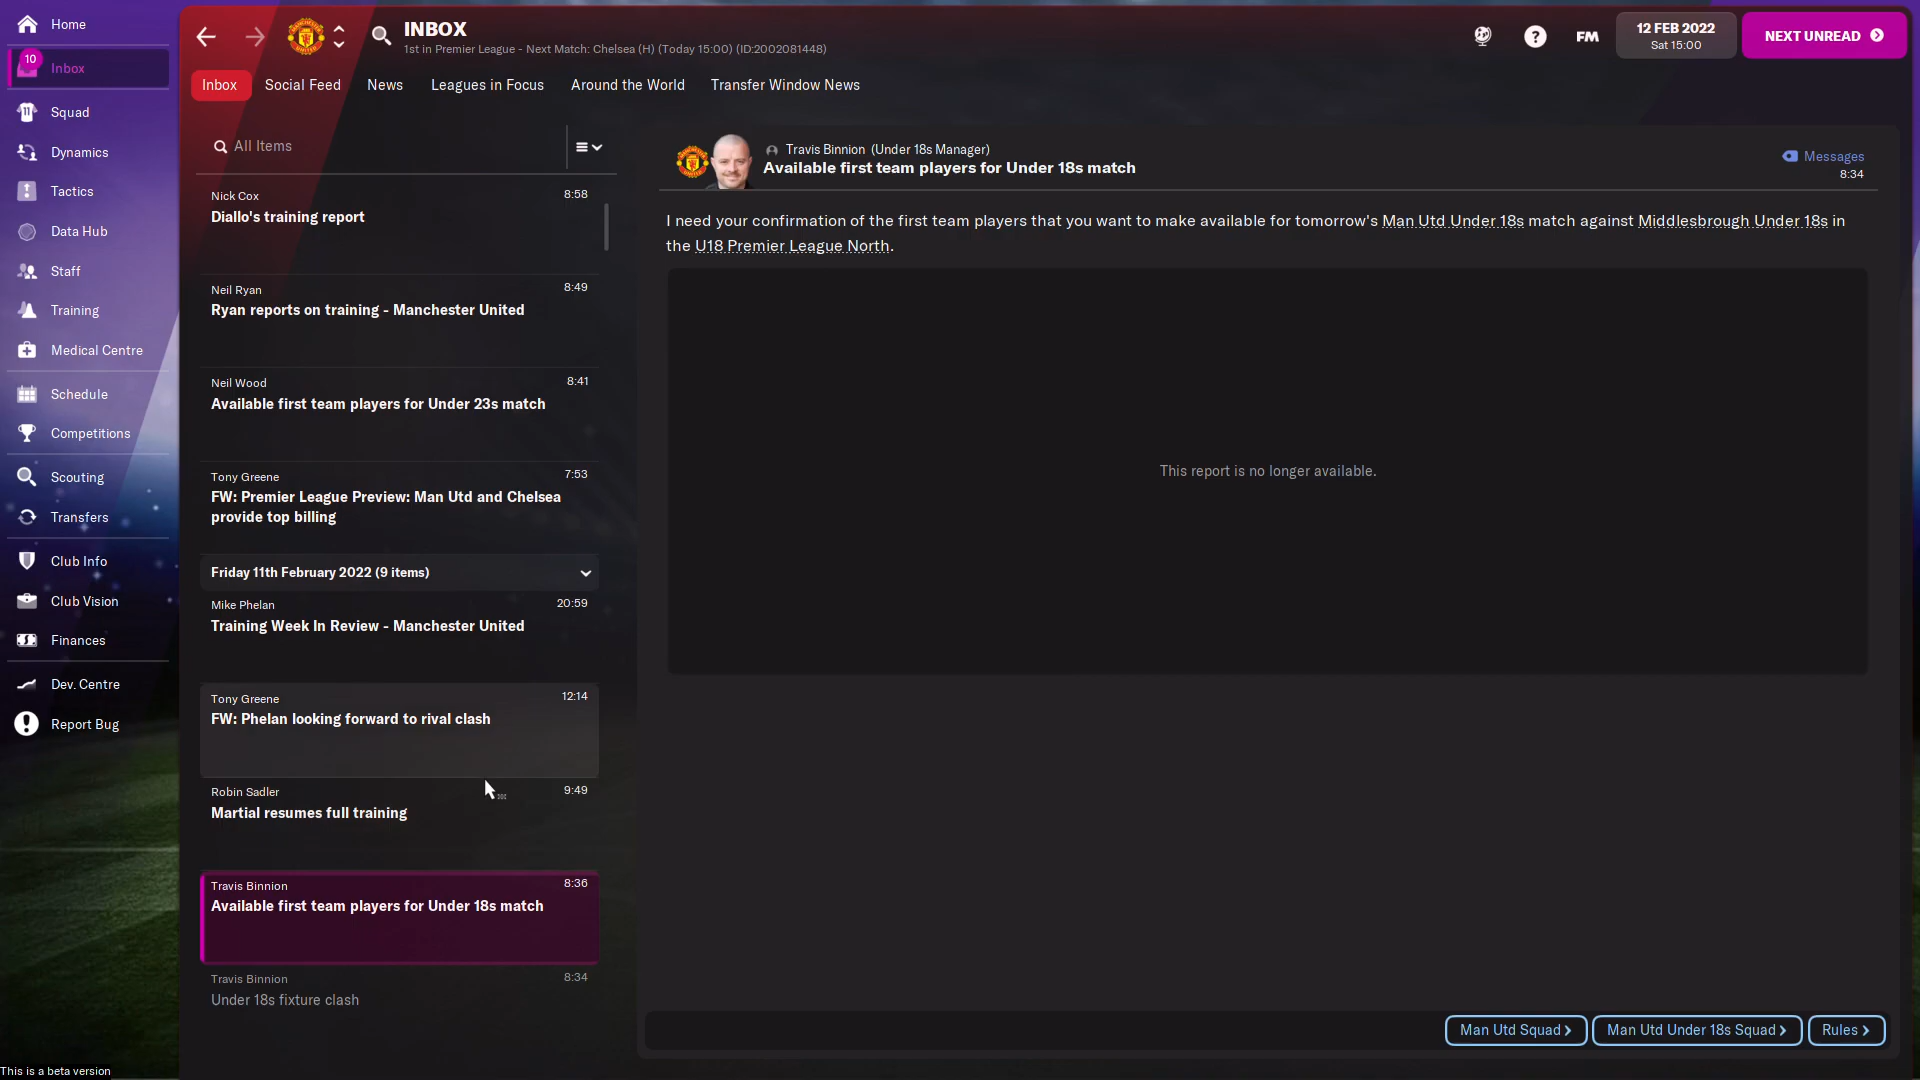 Home
10
Inbox
Squad
Dynamics
Tactics
Data Hub
Staff
Training
Medical Centre
Schedule
Competitions
Scouting
Transfers
Club Info
Club Vision
Finances
Dev. Centre
Report Bug
This is a beta version
INBOX
1st in Premier League - Next Match: Chelsea (H) (Today 15:00) (ID:2002081448)
FM
12 FEB 2022
Sat 15:00
NEXT UNREAD
Inbox Social Feed News Leagues in Focus Around the World Transfer Window News
All Items
Nick Cox 8:58
Diallo's training report
Neil Ryan 8:49
Ryan reports on training - Manchester United
Neil Wood 8:41
Available first team players for Under 23s match
Tony Greene 7:53
FW: Premier League Preview: Man Utd and Chelsea
provide top billing
Friday 11th February 2022 (9 items)
Mike Phelan 20:59
Training Week In Review - Manchester United
Tony Greene 12:14
FW: Phelan looking forward to rival clash
Robin Sadler 9:49
Martial resumes full training
Travis Binnion 8:36
Available first team players for Under 18s match
Travis Binnion 8:34
Under 18s fixture clash
Travis Binnion (Under 18s Manager)
Available first team players for Under 18s match
Messages
8:34
I need your confirmation of the first team players that you want to make available for tomorrow's Man Utd Under 18s match against Middlesbrough Under 18s in
the U18 Premier League North.
This report is no longer available.
Man Utd Squad
Man Utd Under 18s Squad
Rules